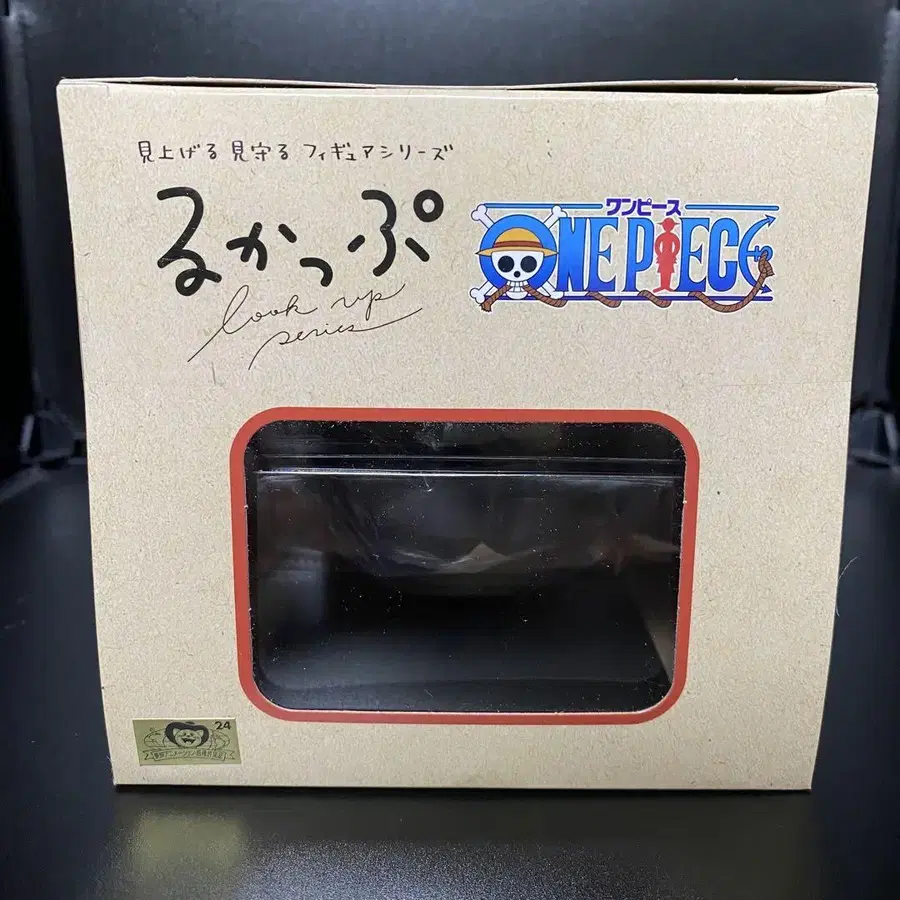 見上げる 見守る フィギュアシリーズ
るかっぷ
look up
series
ワンピース
ONE PIECE
24